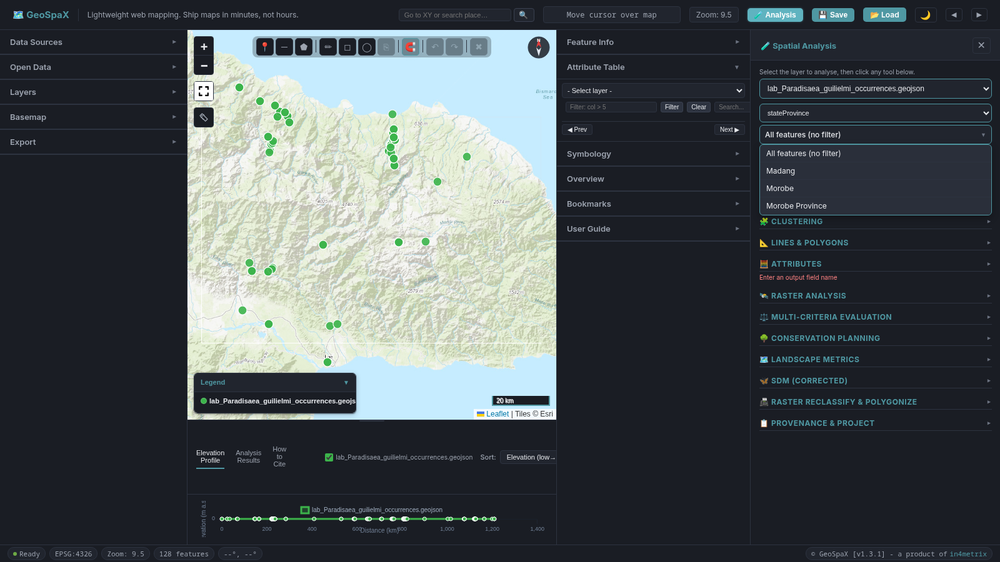 GeoSpaX
Lightweight web mapping. Ship maps in minutes, not hours.
Go to XY or search place…
Move cursor over map
Zoom: 9.5
Analysis
Save
Load
Data Sources
Open Data
Layers
Basemap
Export
N
Bismarck
Sea
636 m
4025 m
4140 m
2574 m
2579 m
1542 m
Lae
Legend
lab_Paradisaea_guilielmi_occurrences.geojs
20 km
Leaflet | Tiles © Esri
Elevation
Profile
Analysis
Results
How
to
Cite
lab_Paradisaea_guilielmi_occurrences.geojson
Sort:
Elevation (low→
lab_Paradisaea_guilielmi_occurrences.geojson
vation (m a.s
0
0 200 400 600 800 1,000 1,200 1,400
Distance (km)
Feature Info
Attribute Table
- Select layer -
Filter: col > 5
Filter
Clear
Search...
◀ Prev
Next ▶
Symbology
Overview
Bookmarks
User Guide
Spatial Analysis
Select the layer to analyse, then click any tool below.
lab_Paradisaea_guilielmi_occurrences.geojson
stateProvince
All features (no filter)
All features (no filter)
Madang
Morobe
Morobe Province
CLUSTERING
LINES & POLYGONS
ATTRIBUTES
Enter an output field name
RASTER ANALYSIS
MULTI-CRITERIA EVALUATION
CONSERVATION PLANNING
LANDSCAPE METRICS
SDM (CORRECTED)
RASTER RECLASSIFY & POLYGONIZE
PROVENANCE & PROJECT
Ready
EPSG:4326
Zoom: 9.5
128 features
--°, --°
© GeoSpaX [v1.3.1] - a product of in4metrix